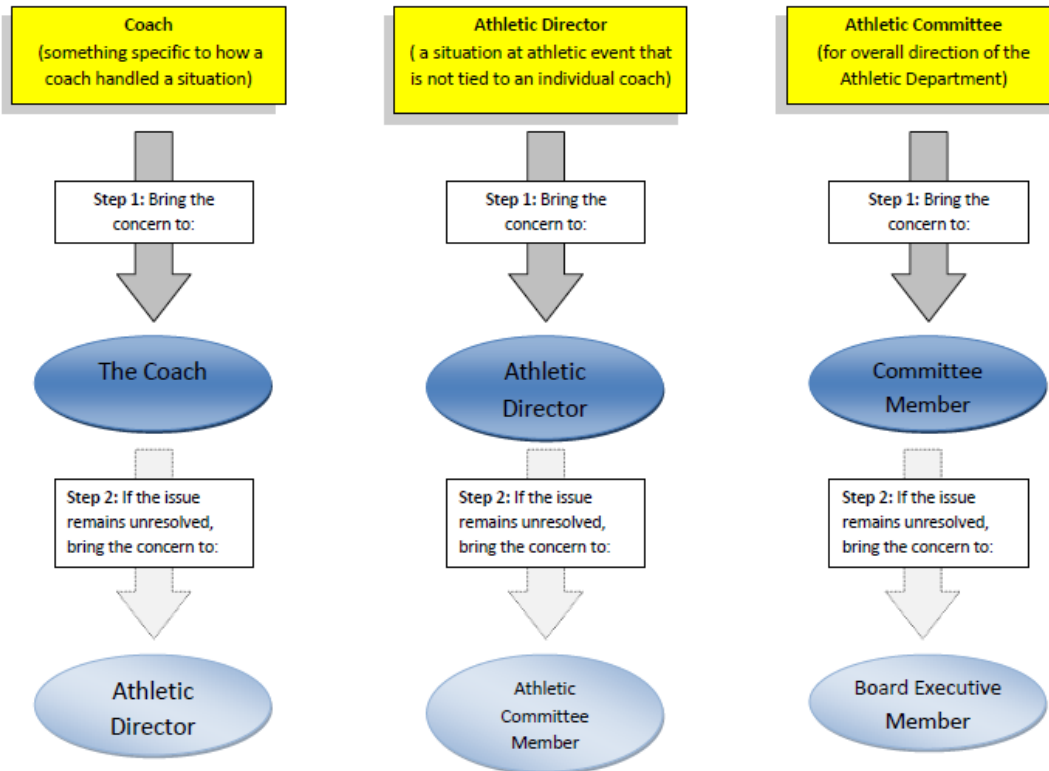 Coach
(something specific to how a
coach handled a situation)
Athletic Director
( a situation at athletic event that
is not tied to an individual coach)
Athletic Committee
(for overall direction of the
Athletic Department)
Step 1: Bring the
concern to:
Step 1: Bring the
concern to:
Step 1: Bring the
concern to:
The Coach
Athletic
Director
Committee
Member
Step 2: If the issue
remains unresolved,
bring the concern to:
Step 2: If the issue
remains unresolved,
bring the concern to:
Step 2: If the issue
remains unresolved,
bring the concern to:
Athletic
Director
Athletic
Committee
Member
Board Executive
Member